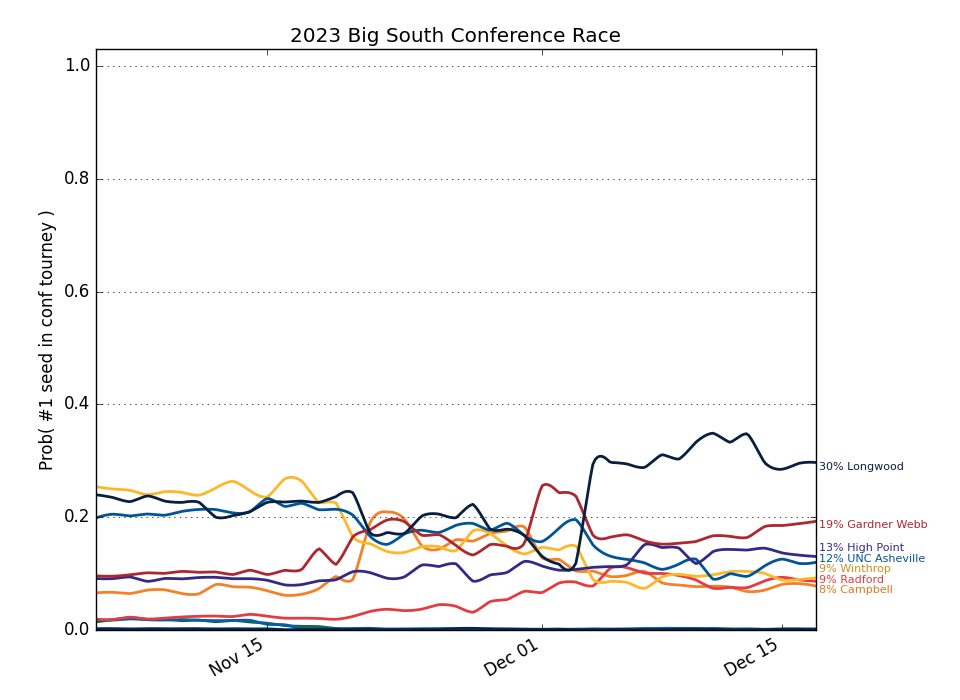 2023 Big South Conference Race
Prob( #1 seed in conf tourney )
1.0
0.8
0.6
0.4
0.2
0.0
Nov 15
Dec 01
Dec 15
30% Longwood
19% Gardner Webb
13% High Point
12% UNC Asheville
9% Winthrop
9% Radford
8% Campbell